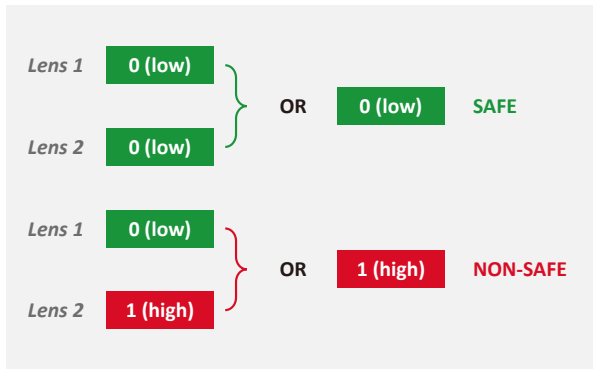 Lens 1 0 (low)
OR 0 (low) SAFE
Lens 2 0 (low)
Lens 1 0 (low)
OR 1 (high) NON-SAFE
Lens 2 1 (high)